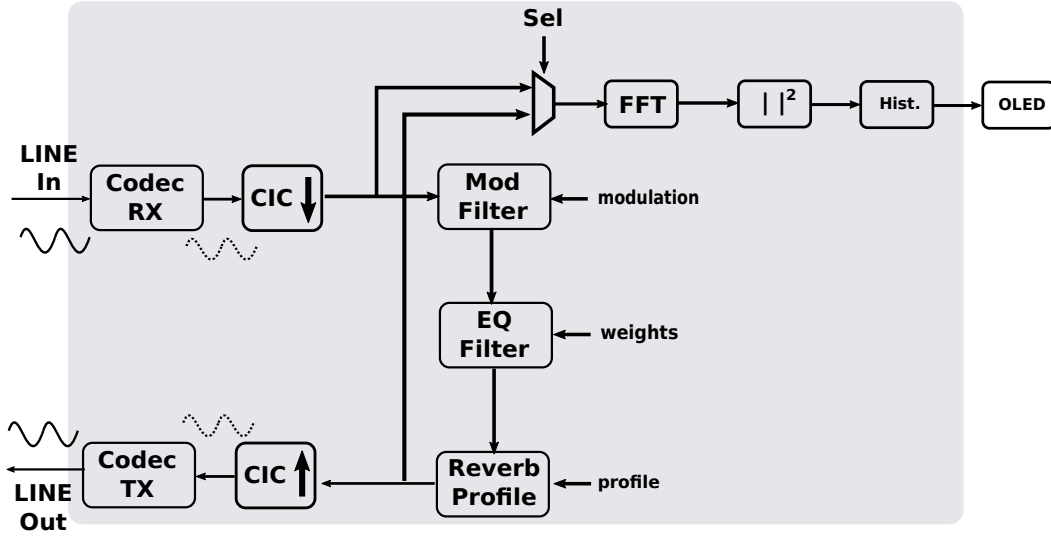 Sel
FFT
| |²
Hist.
OLED
LINE
In
Codec
RX
CIC
Mod
Filter
modulation
EQ
Filter
weights
Codec
TX
CIC
Reverb
Profile
profile
LINE
Out